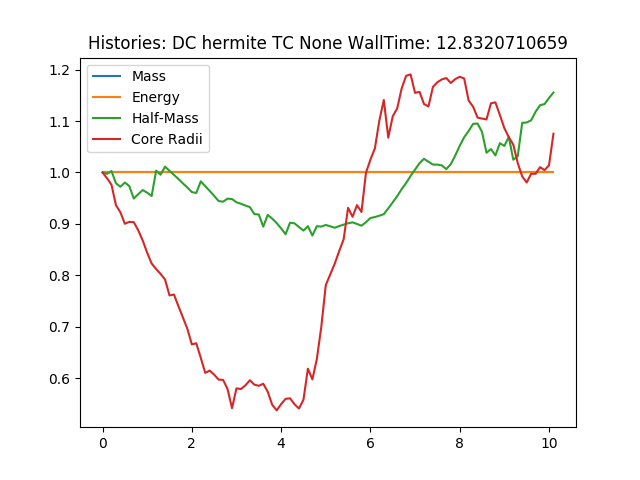 Histories: DC hermite TC None WallTime: 12.8320710659
Mass
Energy
Half-Mass
Core Radii
1.2
1.1
1.0
0.9
0.8
0.7
0.6
0 2 4 6 8 10